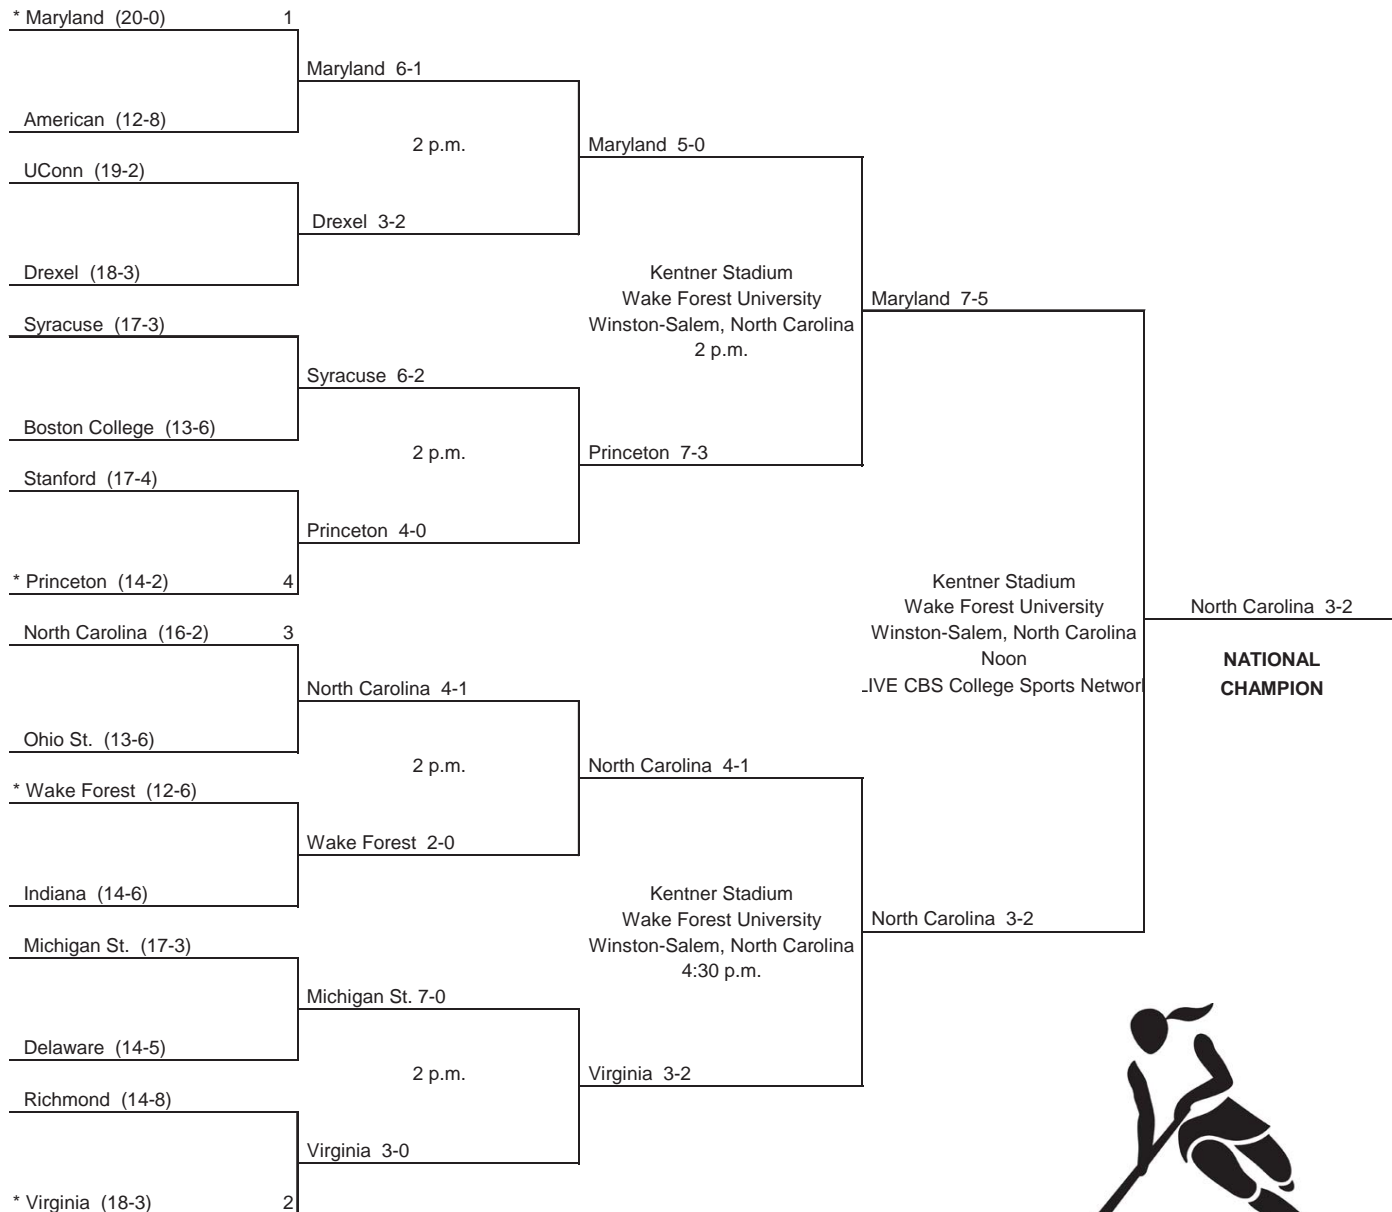 * Maryland (20-0) 1
Maryland 6-1
American (12-8)
2 p.m.
Maryland 5-0
UConn (19-2)
Drexel 3-2
Drexel (18-3)
Kentner Stadium
Wake Forest University
Winston-Salem, North Carolina
2 p.m.
Maryland 7-5
Syracuse (17-3)
Syracuse 6-2
Boston College (13-6)
2 p.m.
Princeton 7-3
Stanford (17-4)
Princeton 4-0
* Princeton (14-2) 4
Kentner Stadium
Wake Forest University
Winston-Salem, North Carolina
Noon
LIVE CBS College Sports Network
North Carolina 3-2
NATIONAL
CHAMPION
North Carolina (16-2) 3
North Carolina 4-1
Ohio St. (13-6)
2 p.m.
North Carolina 4-1
* Wake Forest (12-6)
Wake Forest 2-0
Indiana (14-6)
Kentner Stadium
Wake Forest University
Winston-Salem, North Carolina
4:30 p.m.
North Carolina 3-2
Michigan St. (17-3)
Michigan St. 7-0
Delaware (14-5)
2 p.m.
Virginia 3-2
Richmond (14-8)
Virginia 3-0
* Virginia (18-3) 2